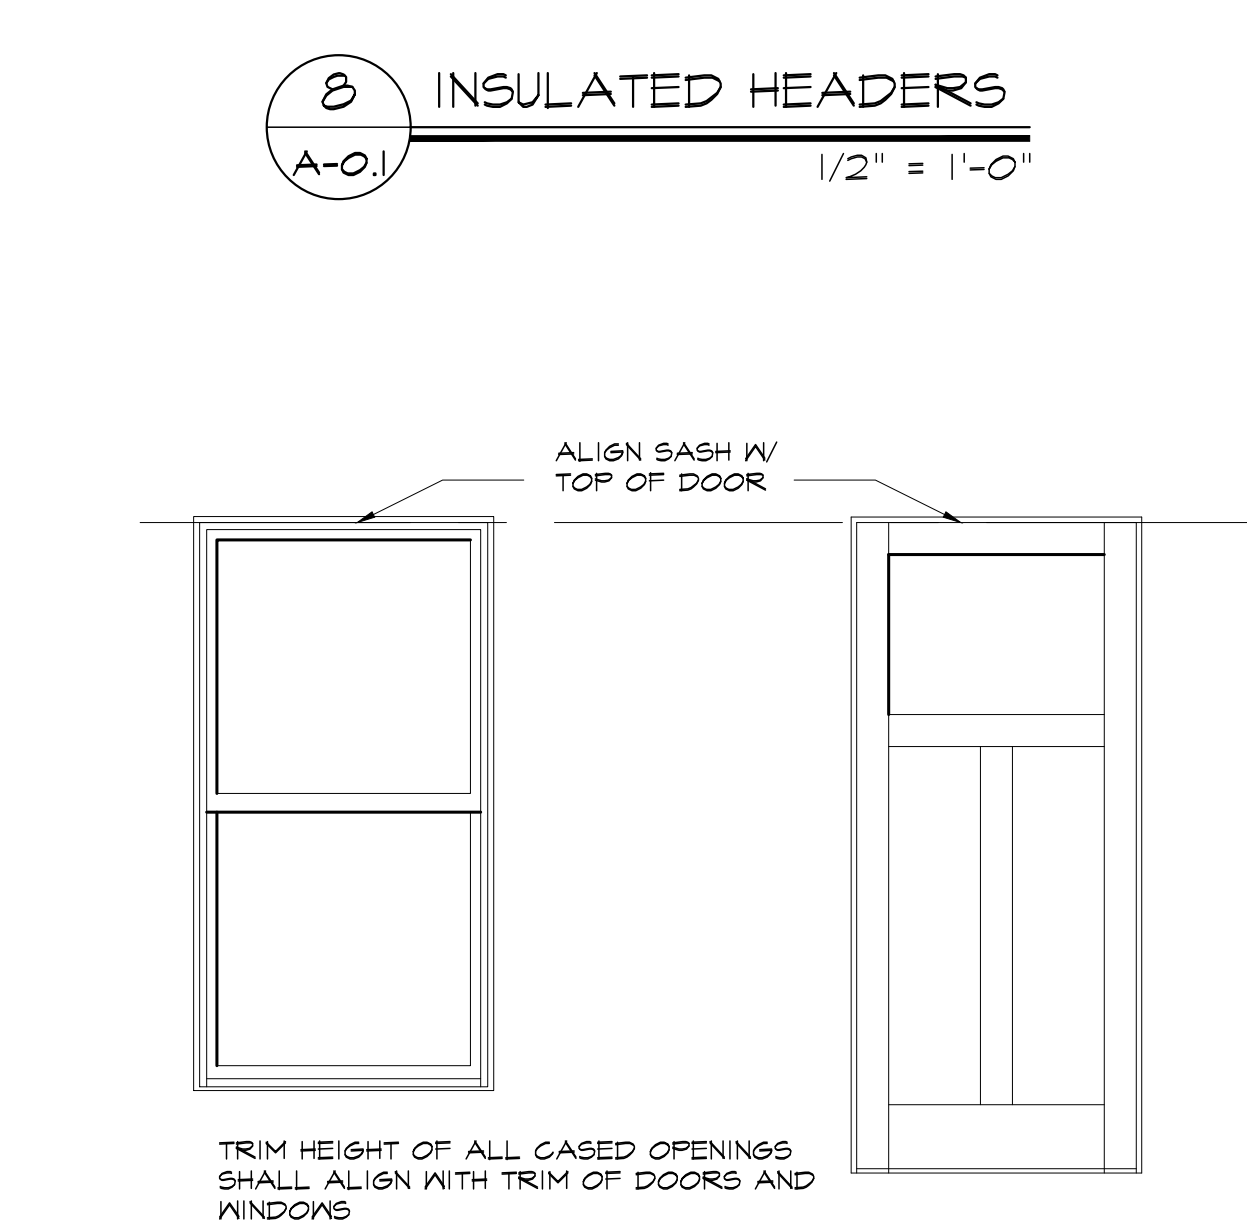 8
INSULATED HEADERS
A-0.1
1/2" = 1'-0"
ALIGN SASH W/
TOP OF DOOR
TRIM HEIGHT OF ALL CASED OPENINGS
SHALL ALIGN WITH TRIM OF DOORS AND
WINDOWS